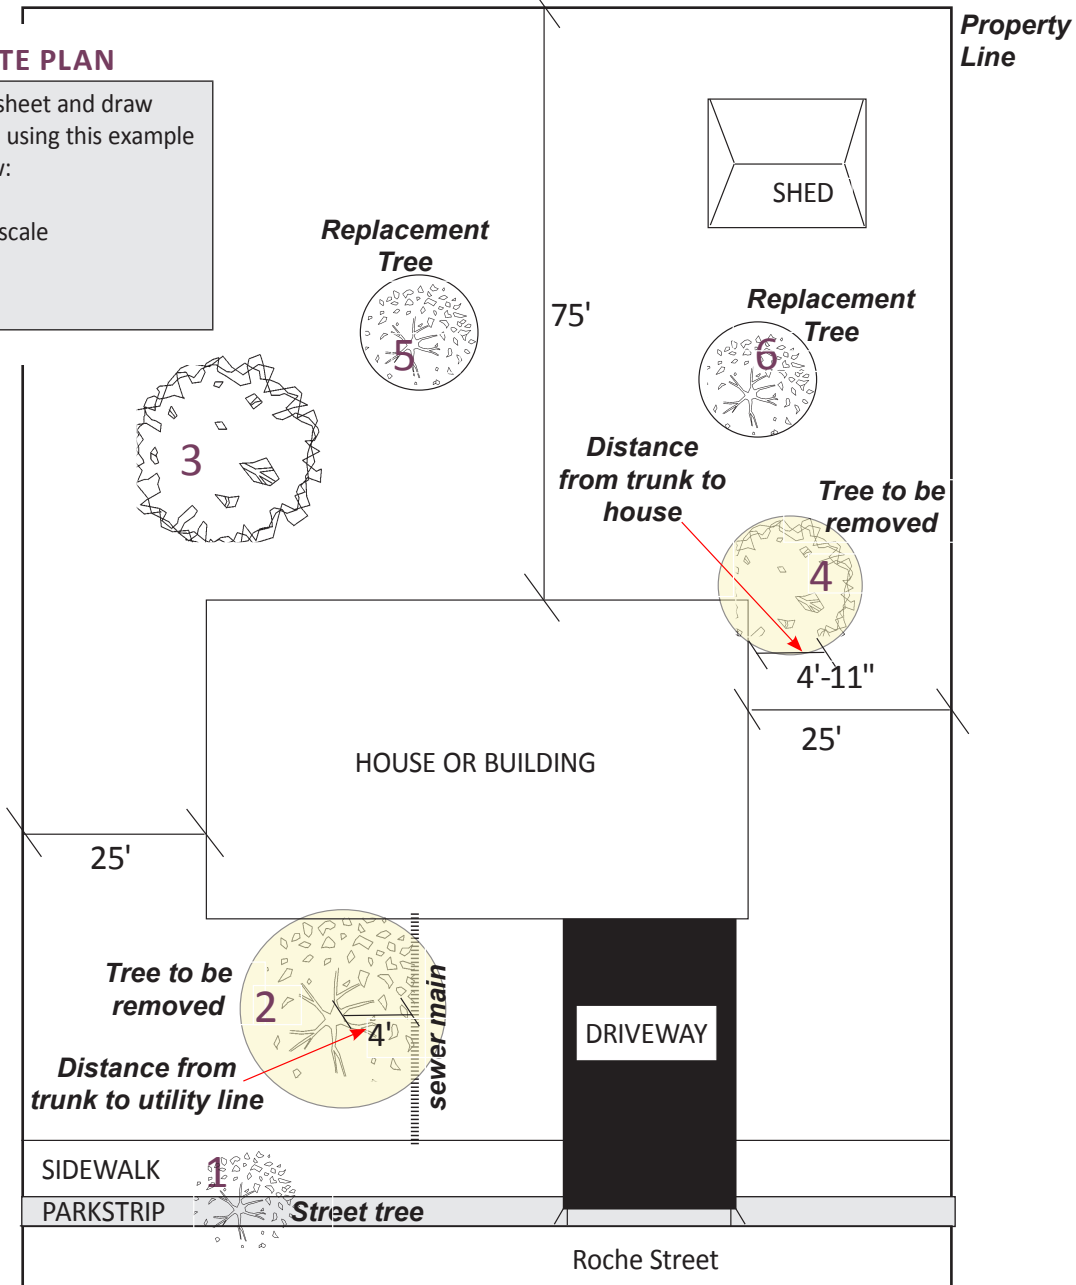 Property
Line
TE PLAN
sheet and draw
using this example
w:
scale
SHED
Replacement
Tree
5
75'
Replacement
Tree
6
3
Distance
from trunk to
house
Tree to be
removed
4
4'-11"
25'
HOUSE OR BUILDING
25'
Tree to be
removed
2
4'
sewer main
Distance from
trunk to utility line
DRIVEWAY
SIDEWALK
1
PARKSTRIP
Street tree
Roche Street